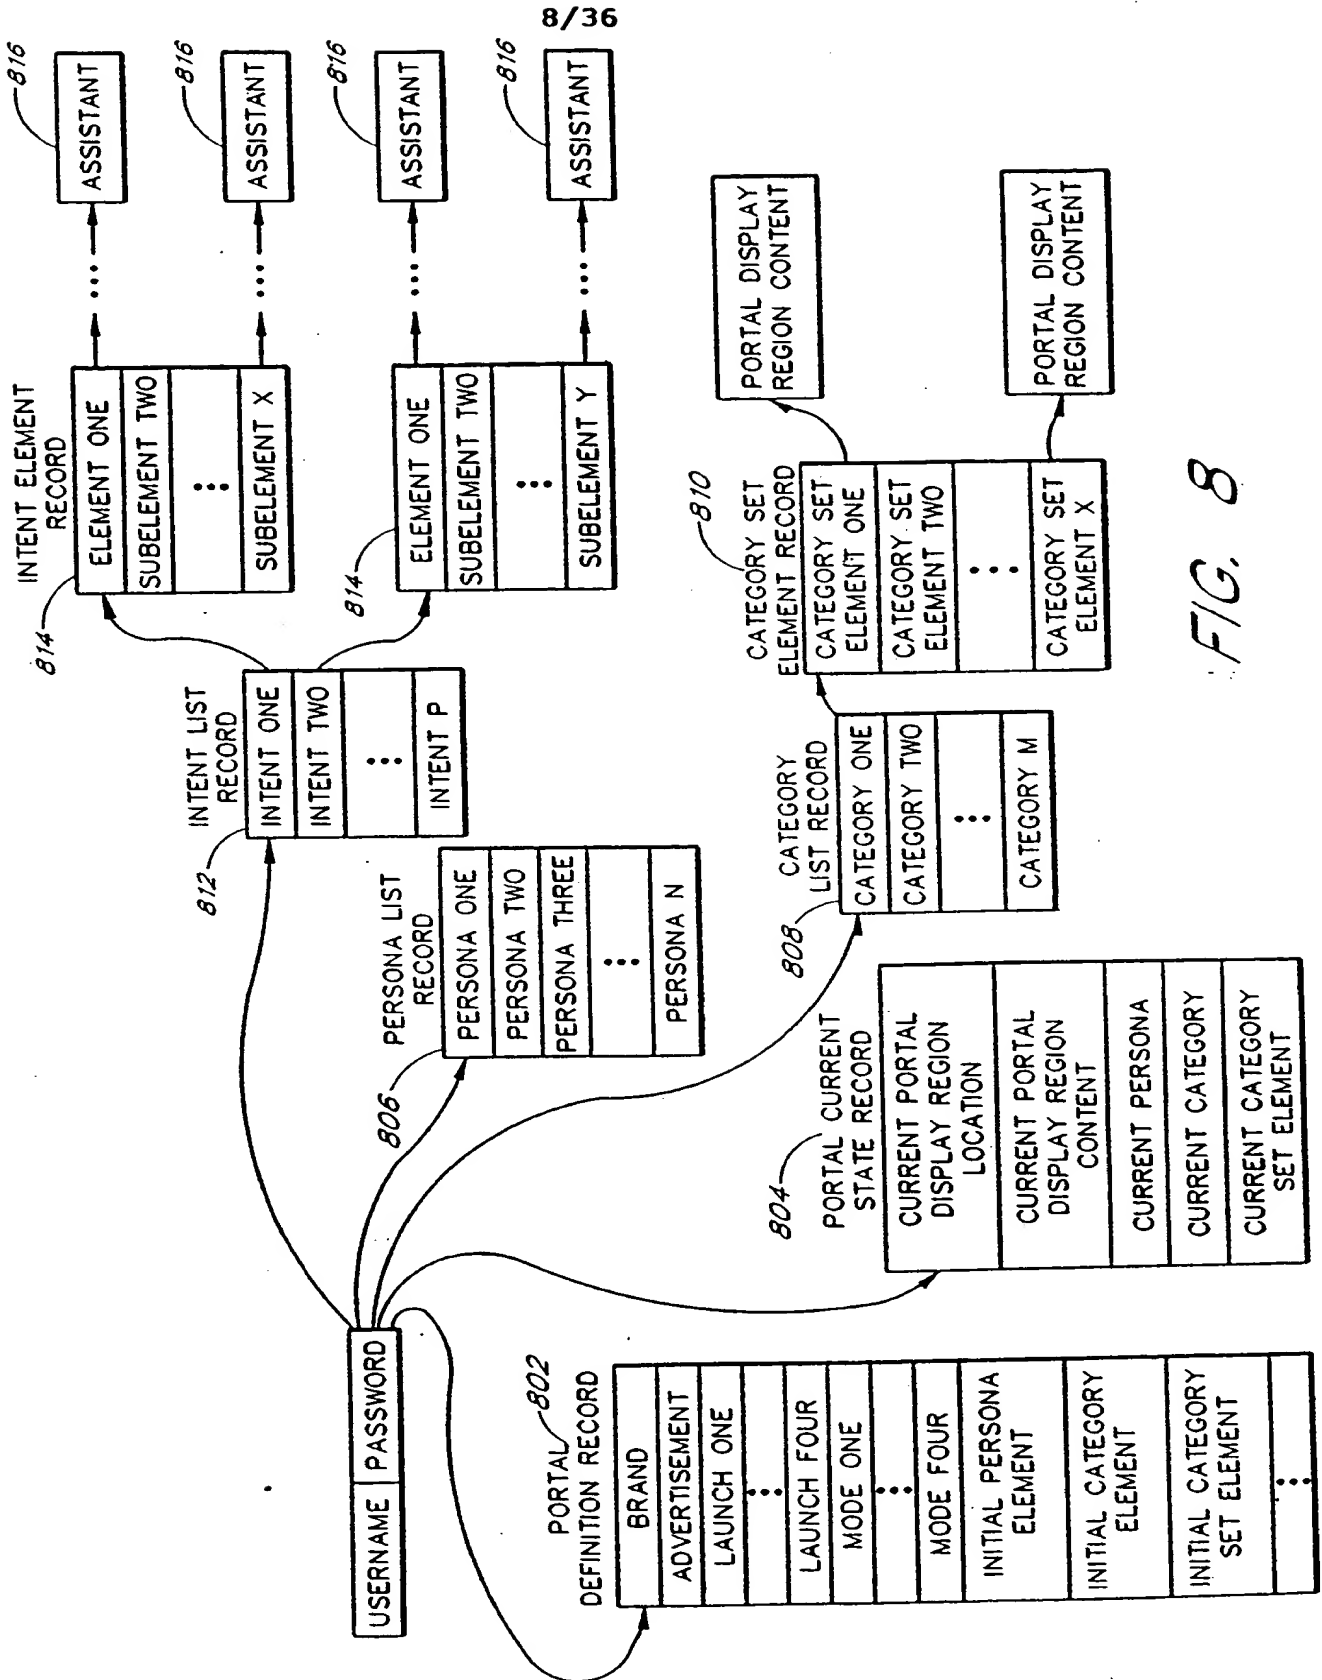 8/36
USERNAME
PASSWORD
PORTAL
DEFINITION RECORD
802
BRAND
ADVERTISEMENT
LAUNCH ONE
...
LAUNCH FOUR
MODE ONE
...
MODE FOUR
INITIAL PERSONA
ELEMENT
INITIAL CATEGORY
ELEMENT
INITIAL CATEGORY
SET ELEMENT
...
804
PORTAL CURRENT
STATE RECORD
CURRENT PORTAL
DISPLAY REGION
LOCATION
CURRENT PORTAL
DISPLAY REGION
CONTENT
CURRENT PERSONA
CURRENT CATEGORY
CURRENT CATEGORY
SET ELEMENT
806
PERSONA LIST
RECORD
PERSONA ONE
PERSONA TWO
PERSONA THREE
...
PERSONA N
808
CATEGORY
LIST RECORD
CATEGORY ONE
CATEGORY TWO
...
CATEGORY M
810
CATEGORY SET
ELEMENT RECORD
CATEGORY SET
ELEMENT ONE
CATEGORY SET
ELEMENT TWO
...
CATEGORY SET
ELEMENT X
PORTAL DISPLAY
REGION CONTENT
PORTAL DISPLAY
REGION CONTENT
812
INTENT LIST
RECORD
INTENT ONE
INTENT TWO
...
INTENT P
814
INTENT ELEMENT
RECORD
ELEMENT ONE
SUBELEMENT TWO
...
SUBELEMENT X
814
ELEMENT ONE
SUBELEMENT TWO
...
SUBELEMENT Y
...
ASSISTANT
816
...
ASSISTANT
816
...
ASSISTANT
816
...
ASSISTANT
816
FIG. 8